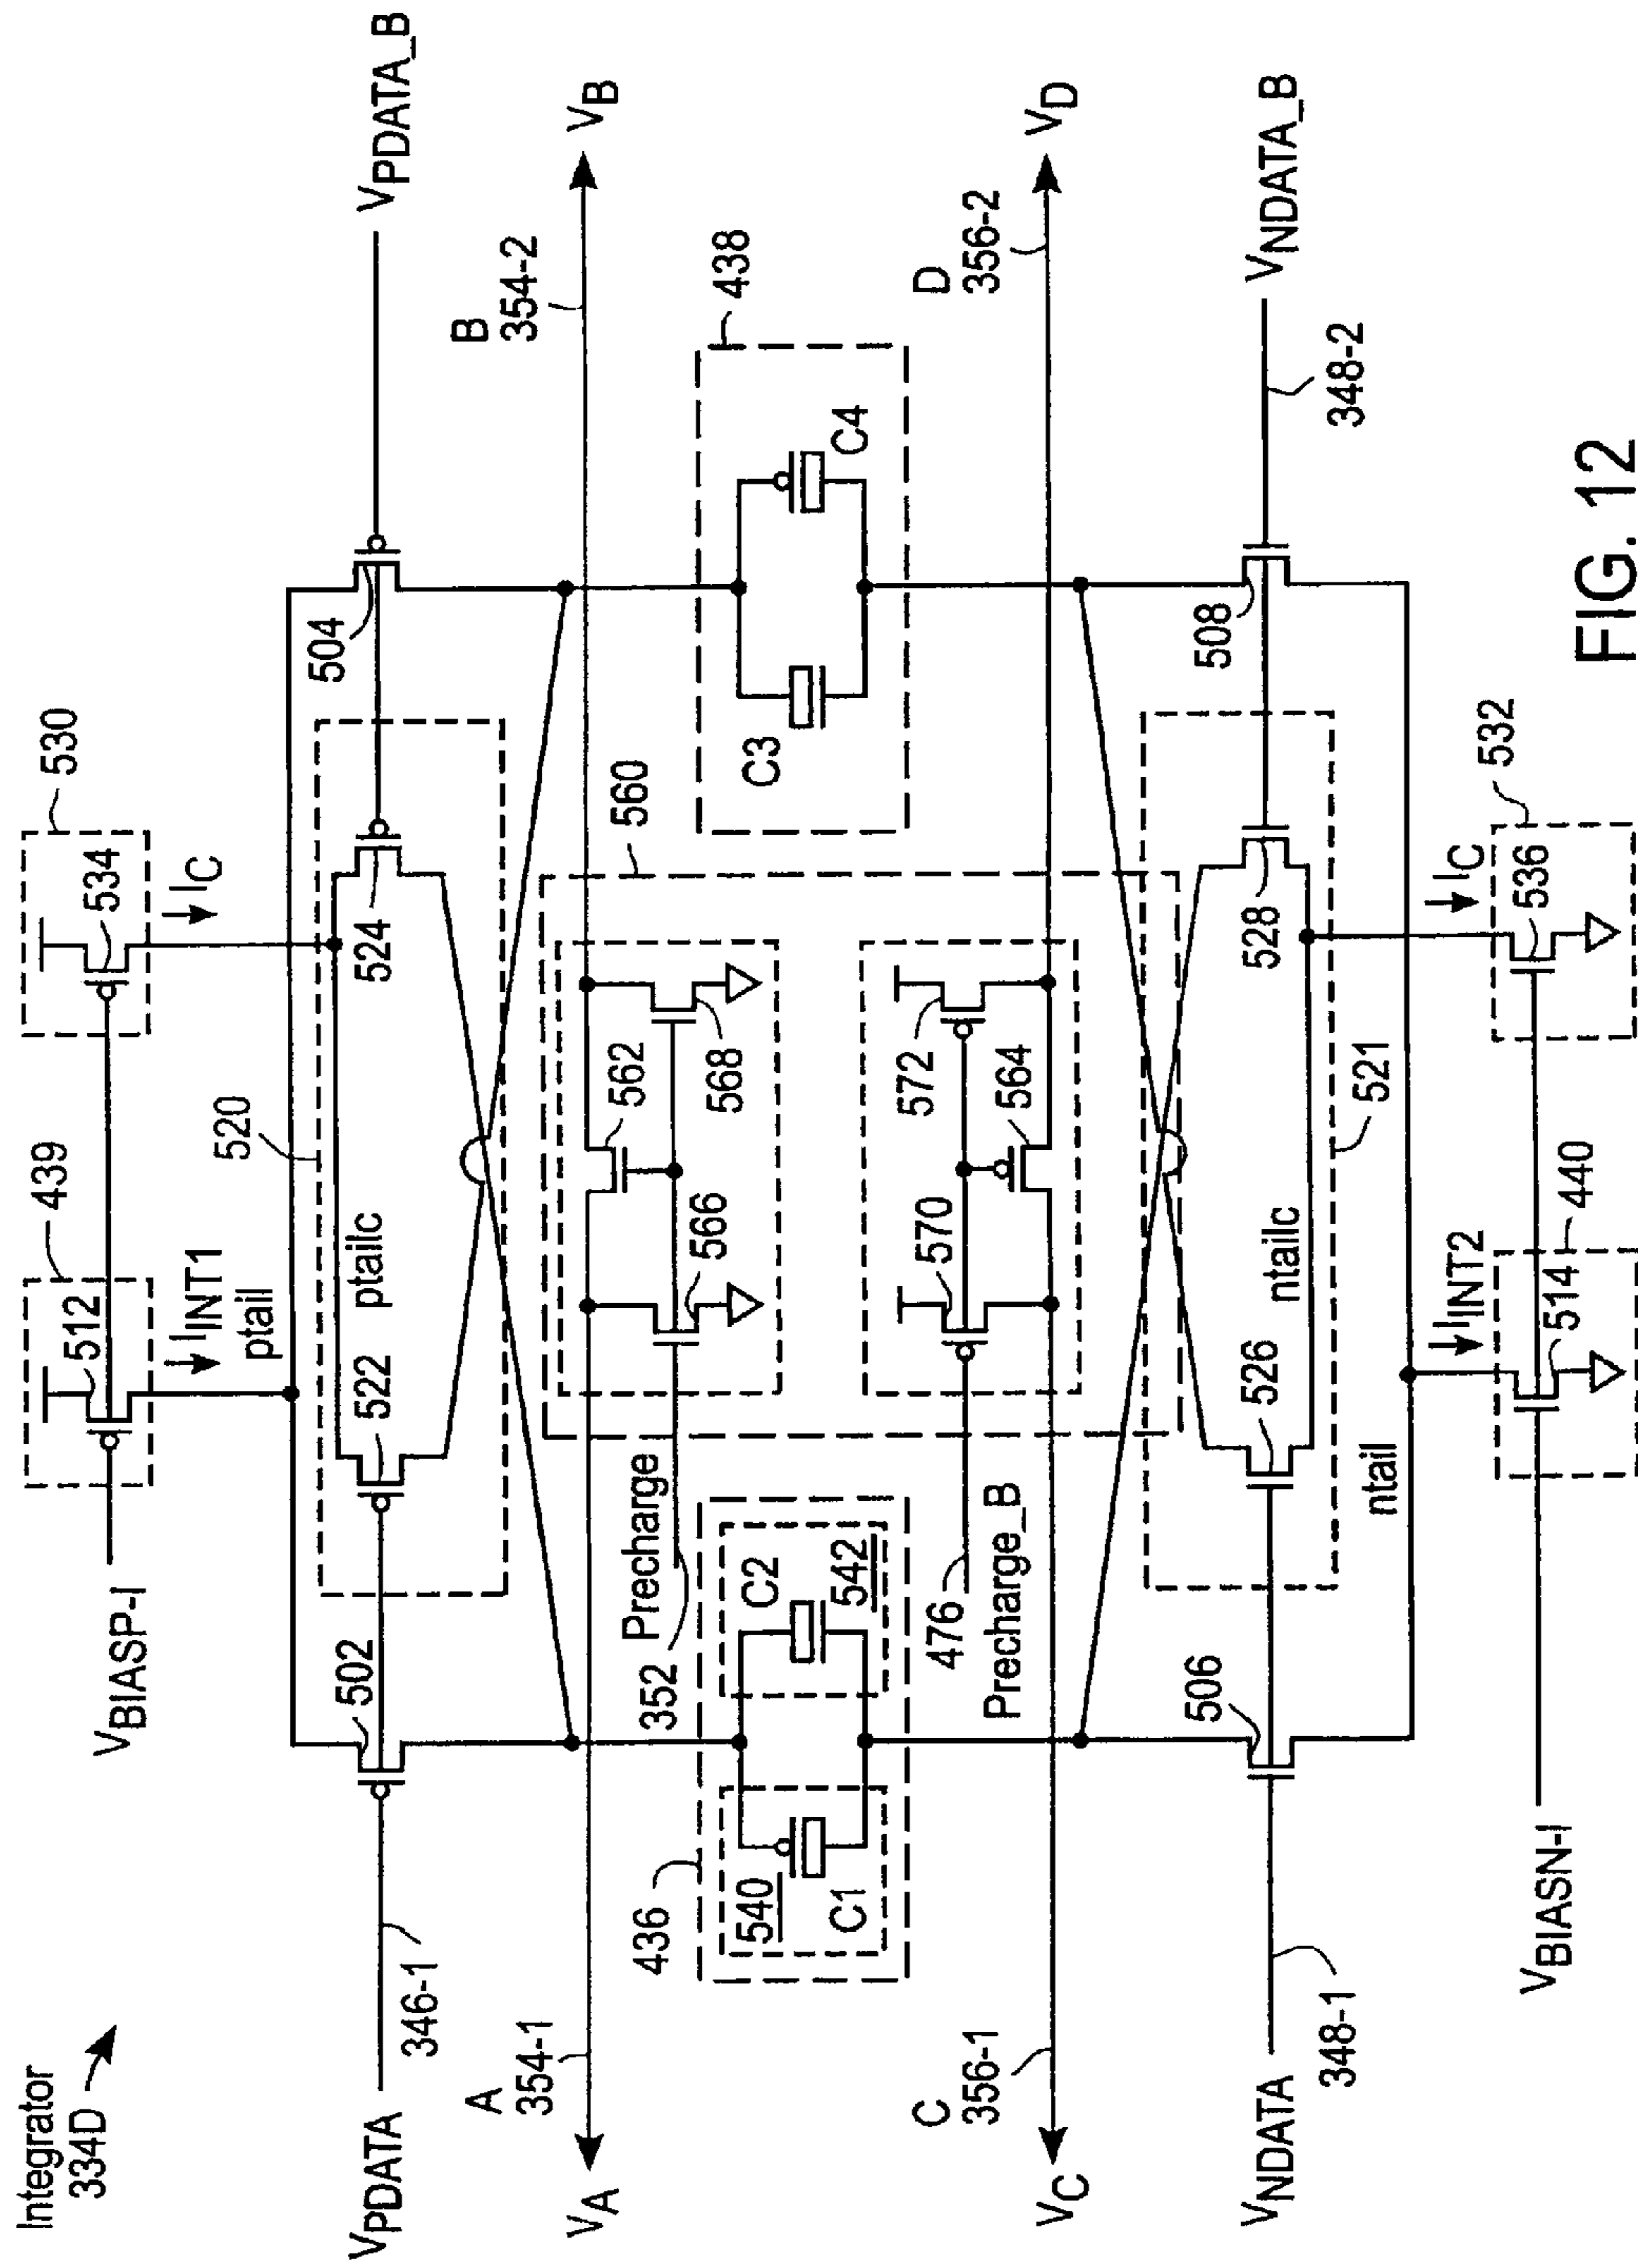 Integrator
334D
439
530
VBIASP-I
512
534
IINT1
IC
ptail
520
VPDATA
346-1
502
522
ptailc
524
504
VPDATA_B
A
354-1
VA
B
354-2
VB
Precharge
352
566
562
568
560
436
540
C1
C2
542
C3
C4
438
476
Precharge_B
570
572
564
C
356-1
VC
D
356-2
VD
VNDATA
348-1
506
526
ntailc
528
508
348-2
VNDATA_B
521
ntail
IINT2
440
IC
532
514
536
VBIASN-I
FIG. 12